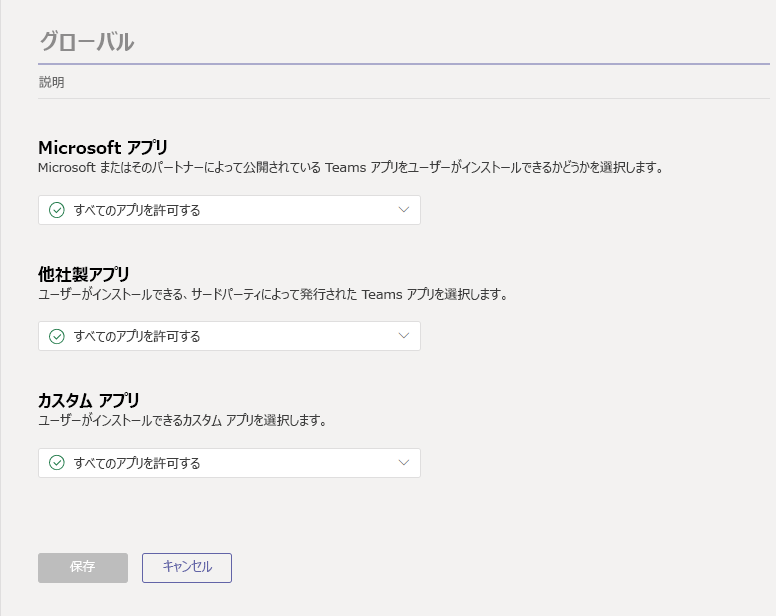 グローバル
説明
Microsoft アプリ
Microsoft またはそのパートナーによって公開されている Teams アプリをユーザーがインストールできるかどうかを選択します。
すべてのアプリを許可する
他社製アプリ
ユーザーがインストールできる、サードパーティによって発行された Teams アプリを選択します。
すべてのアプリを許可する
カスタム アプリ
ユーザーがインストールできるカスタム アプリを選択します。
すべてのアプリを許可する
保存
キャンセル